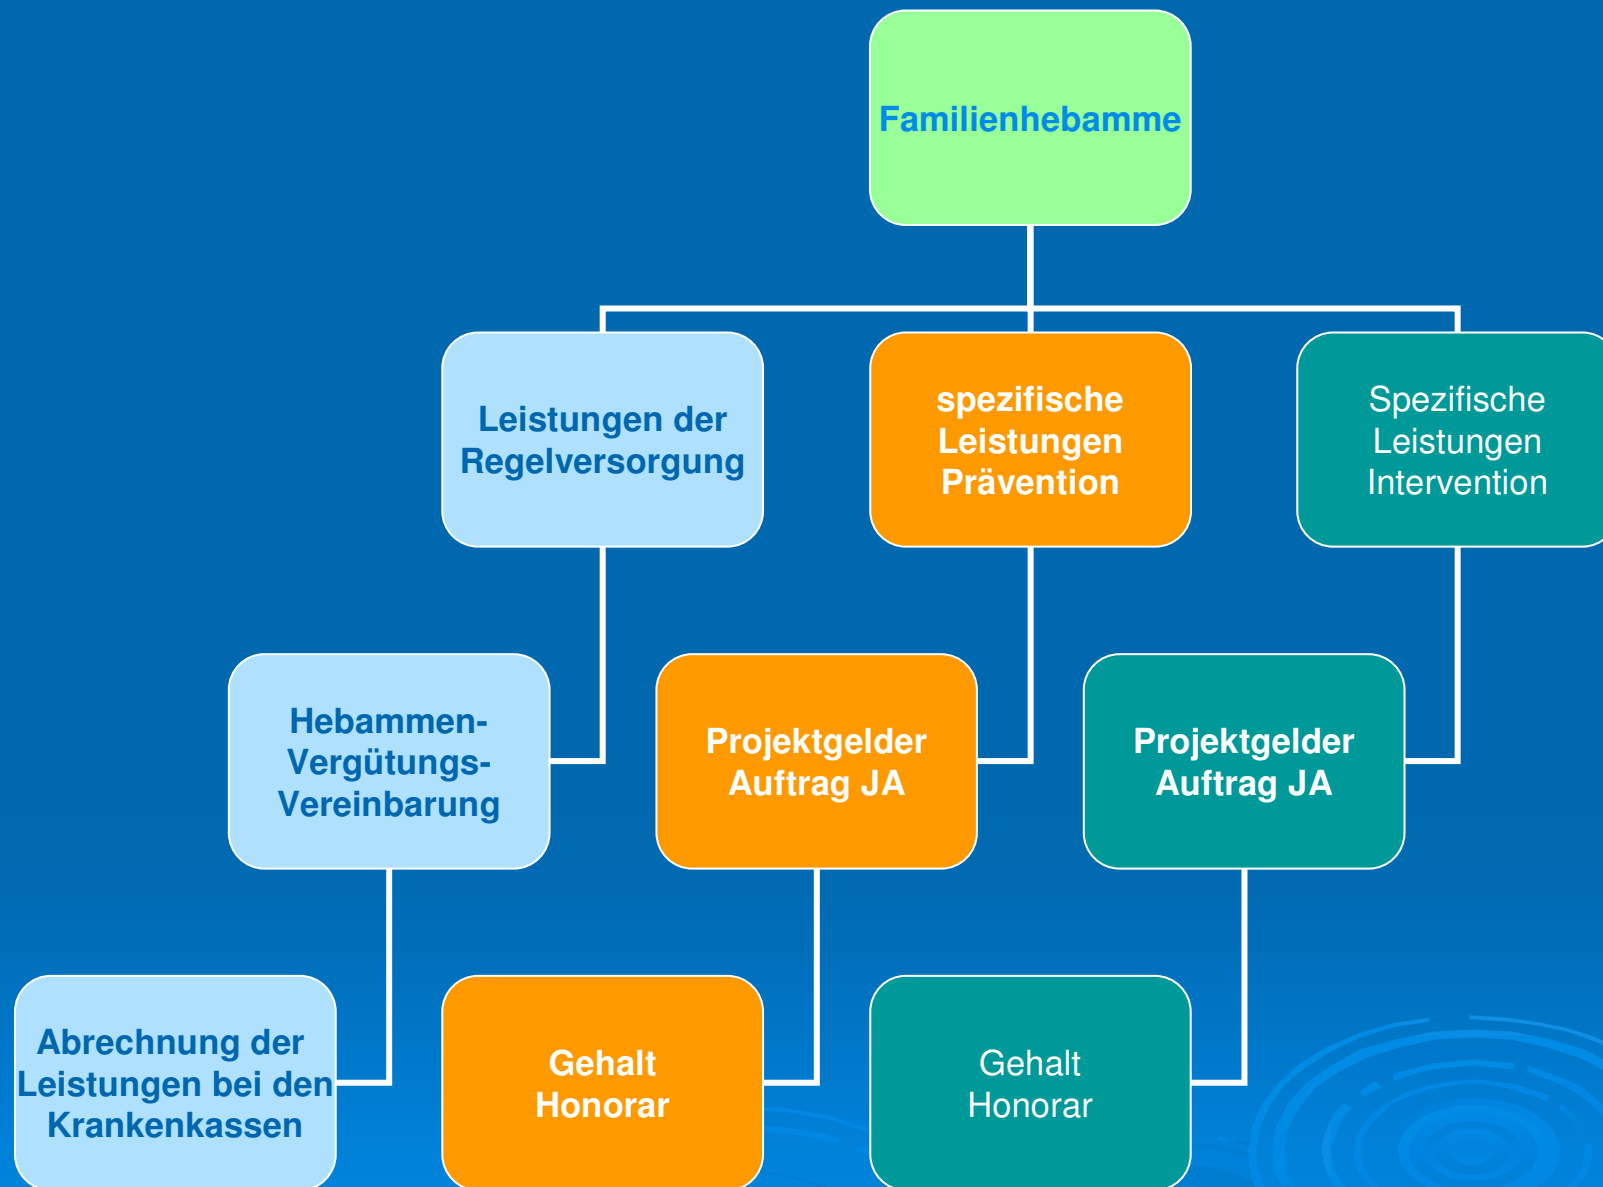 Familienhebamme
Leistungen der
Regelversorgung
spezifische
Leistungen
Prävention
Spezifische
Leistungen
Intervention
Hebammen-
Vergütungs-
Vereinbarung
Projektgelder
Auftrag JA
Projektgelder
Auftrag JA
Abrechnung der
Leistungen bei den
Krankenkassen
Gehalt
Honorar
Gehalt
Honorar